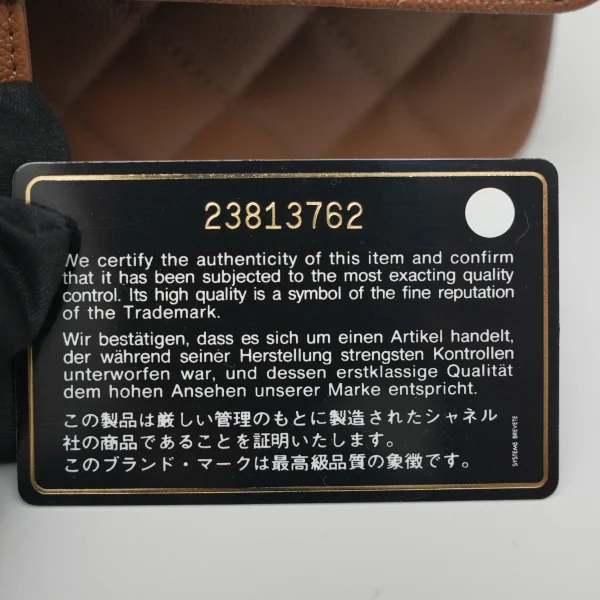 23813762
We certify the authenticity of this item and confirm
that it has been subjected to the most exacting quality
control. Its high quality is a symbol of the fine reputation
of the Trademark.
Wir bestätigen, dass es sich um einen Artikel handelt,
der während seiner Herstellung strengsten Kontrollen
unterworfen war, und dessen erstklassige Qualität
dem hohen Ansehen unserer Marke entspricht.
この製品は厳しい管理のもとに製造されたシャネル
社の商品であることを証明いたします。
このブランド・マークは最高級品質の象徴です。
SYSTEME BREVETE